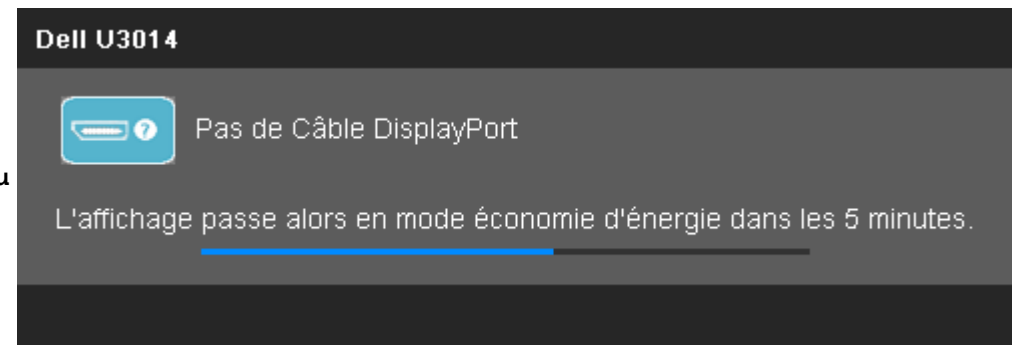 Dell U3014
Pas de Câble DisplayPort
L'affichage passe alors en mode économie d'énergie dans les 5 minutes.